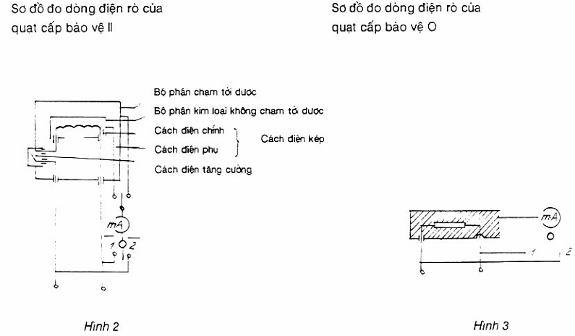 Sơ đồ đo dòng điện rò của
quạt cấp bảo vệ II
Sơ đồ đo dòng điện rò của
quạt cấp bảo vệ O
Bộ phận chạm tới được
Bộ phận kim loại không chạm tới được
Cách điện chính
Cách điện kép
Cách điện phụ
Cách điện tăng cường
mA
1 2
mA
1 2
Hình 2
Hình 3